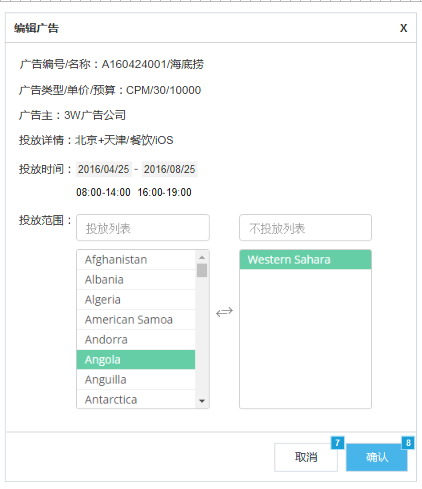 编辑广告 X
广告编号/名称：A160424001/海底捞
广告类型/单价/预算：CPM/30/10000
广告主：3W广告公司
投放详情：北京+天津/餐饮/iOS
投放时间：2016/04/25 - 2016/08/25
08:00-14:00 16:00-19:00
投放范围：投放列表 不投放列表
Afghanistan Western Sahara
Albania
Algeria
American Samoa
Andorra
Angola
Anguilla
Antarctica
7 8
取消 确认